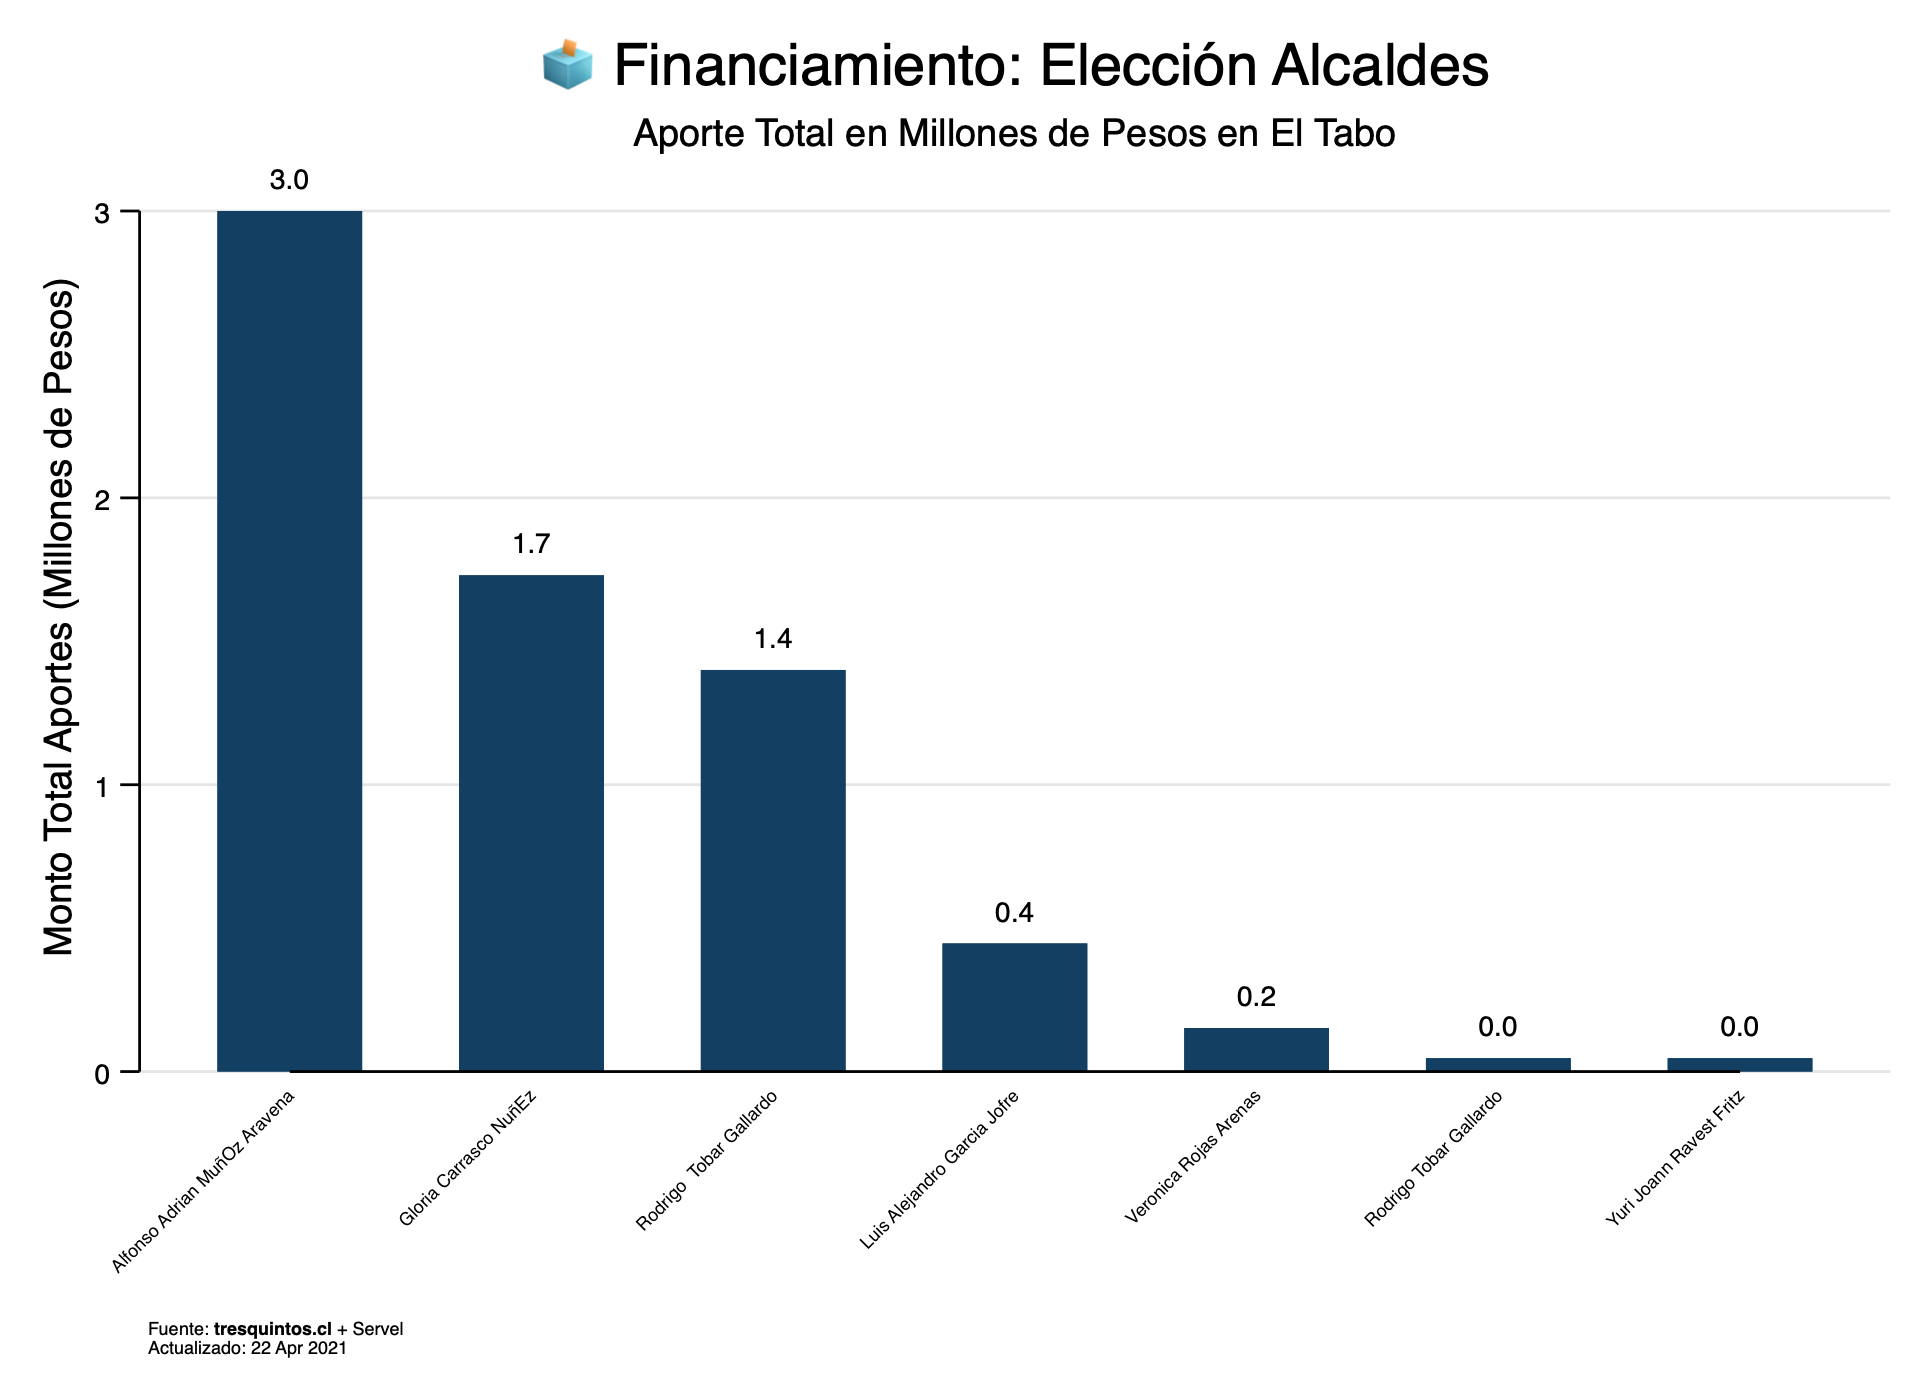 Financiamiento: Elección Alcaldes
Aporte Total en Millones de Pesos en El Tabo
Monto Total Aportes (Millones de Pesos)
3
2
1
0
3.0
1.7
1.4
0.4
0.2
0.0
0.0
Alfonso Adrian MuñOz Aravena
Gloria Carrasco NuñEz
Rodrigo  Tobar Gallardo
Luis Alejandro Garcia Jofre
Veronica Rojas Arenas
Rodrigo Tobar Gallardo
Yuri Joann Ravest Fritz
Fuente: tresquintos.cl + Servel
Actualizado: 22 Apr 2021